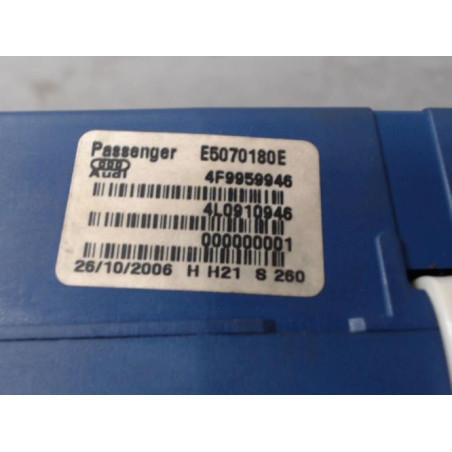 Passenger E5070180E
Audi 4F9959946
4L0910946
000000001
26/10/2006 H H21 S 260